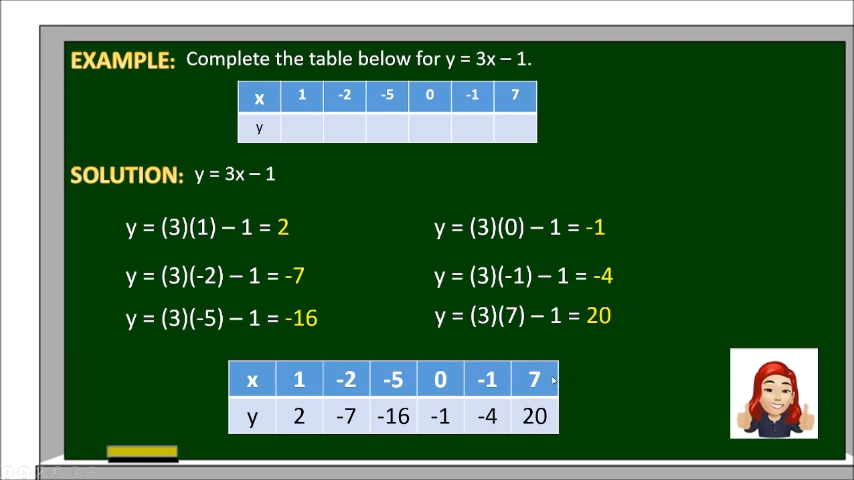 EXAMPLE: Complete the table below for y = 3x – 1.
x 1 -2 -5 0 -1 7
y
SOLUTION: y = 3x – 1
y = (3)(1) – 1 = 2
y = (3)(-2) – 1 = -7
y = (3)(-5) – 1 = -16
y = (3)(0) – 1 = -1
y = (3)(-1) – 1 = -4
y = (3)(7) – 1 = 20
x 1 -2 -5 0 -1 7
y 2 -7 -16 -1 -4 20